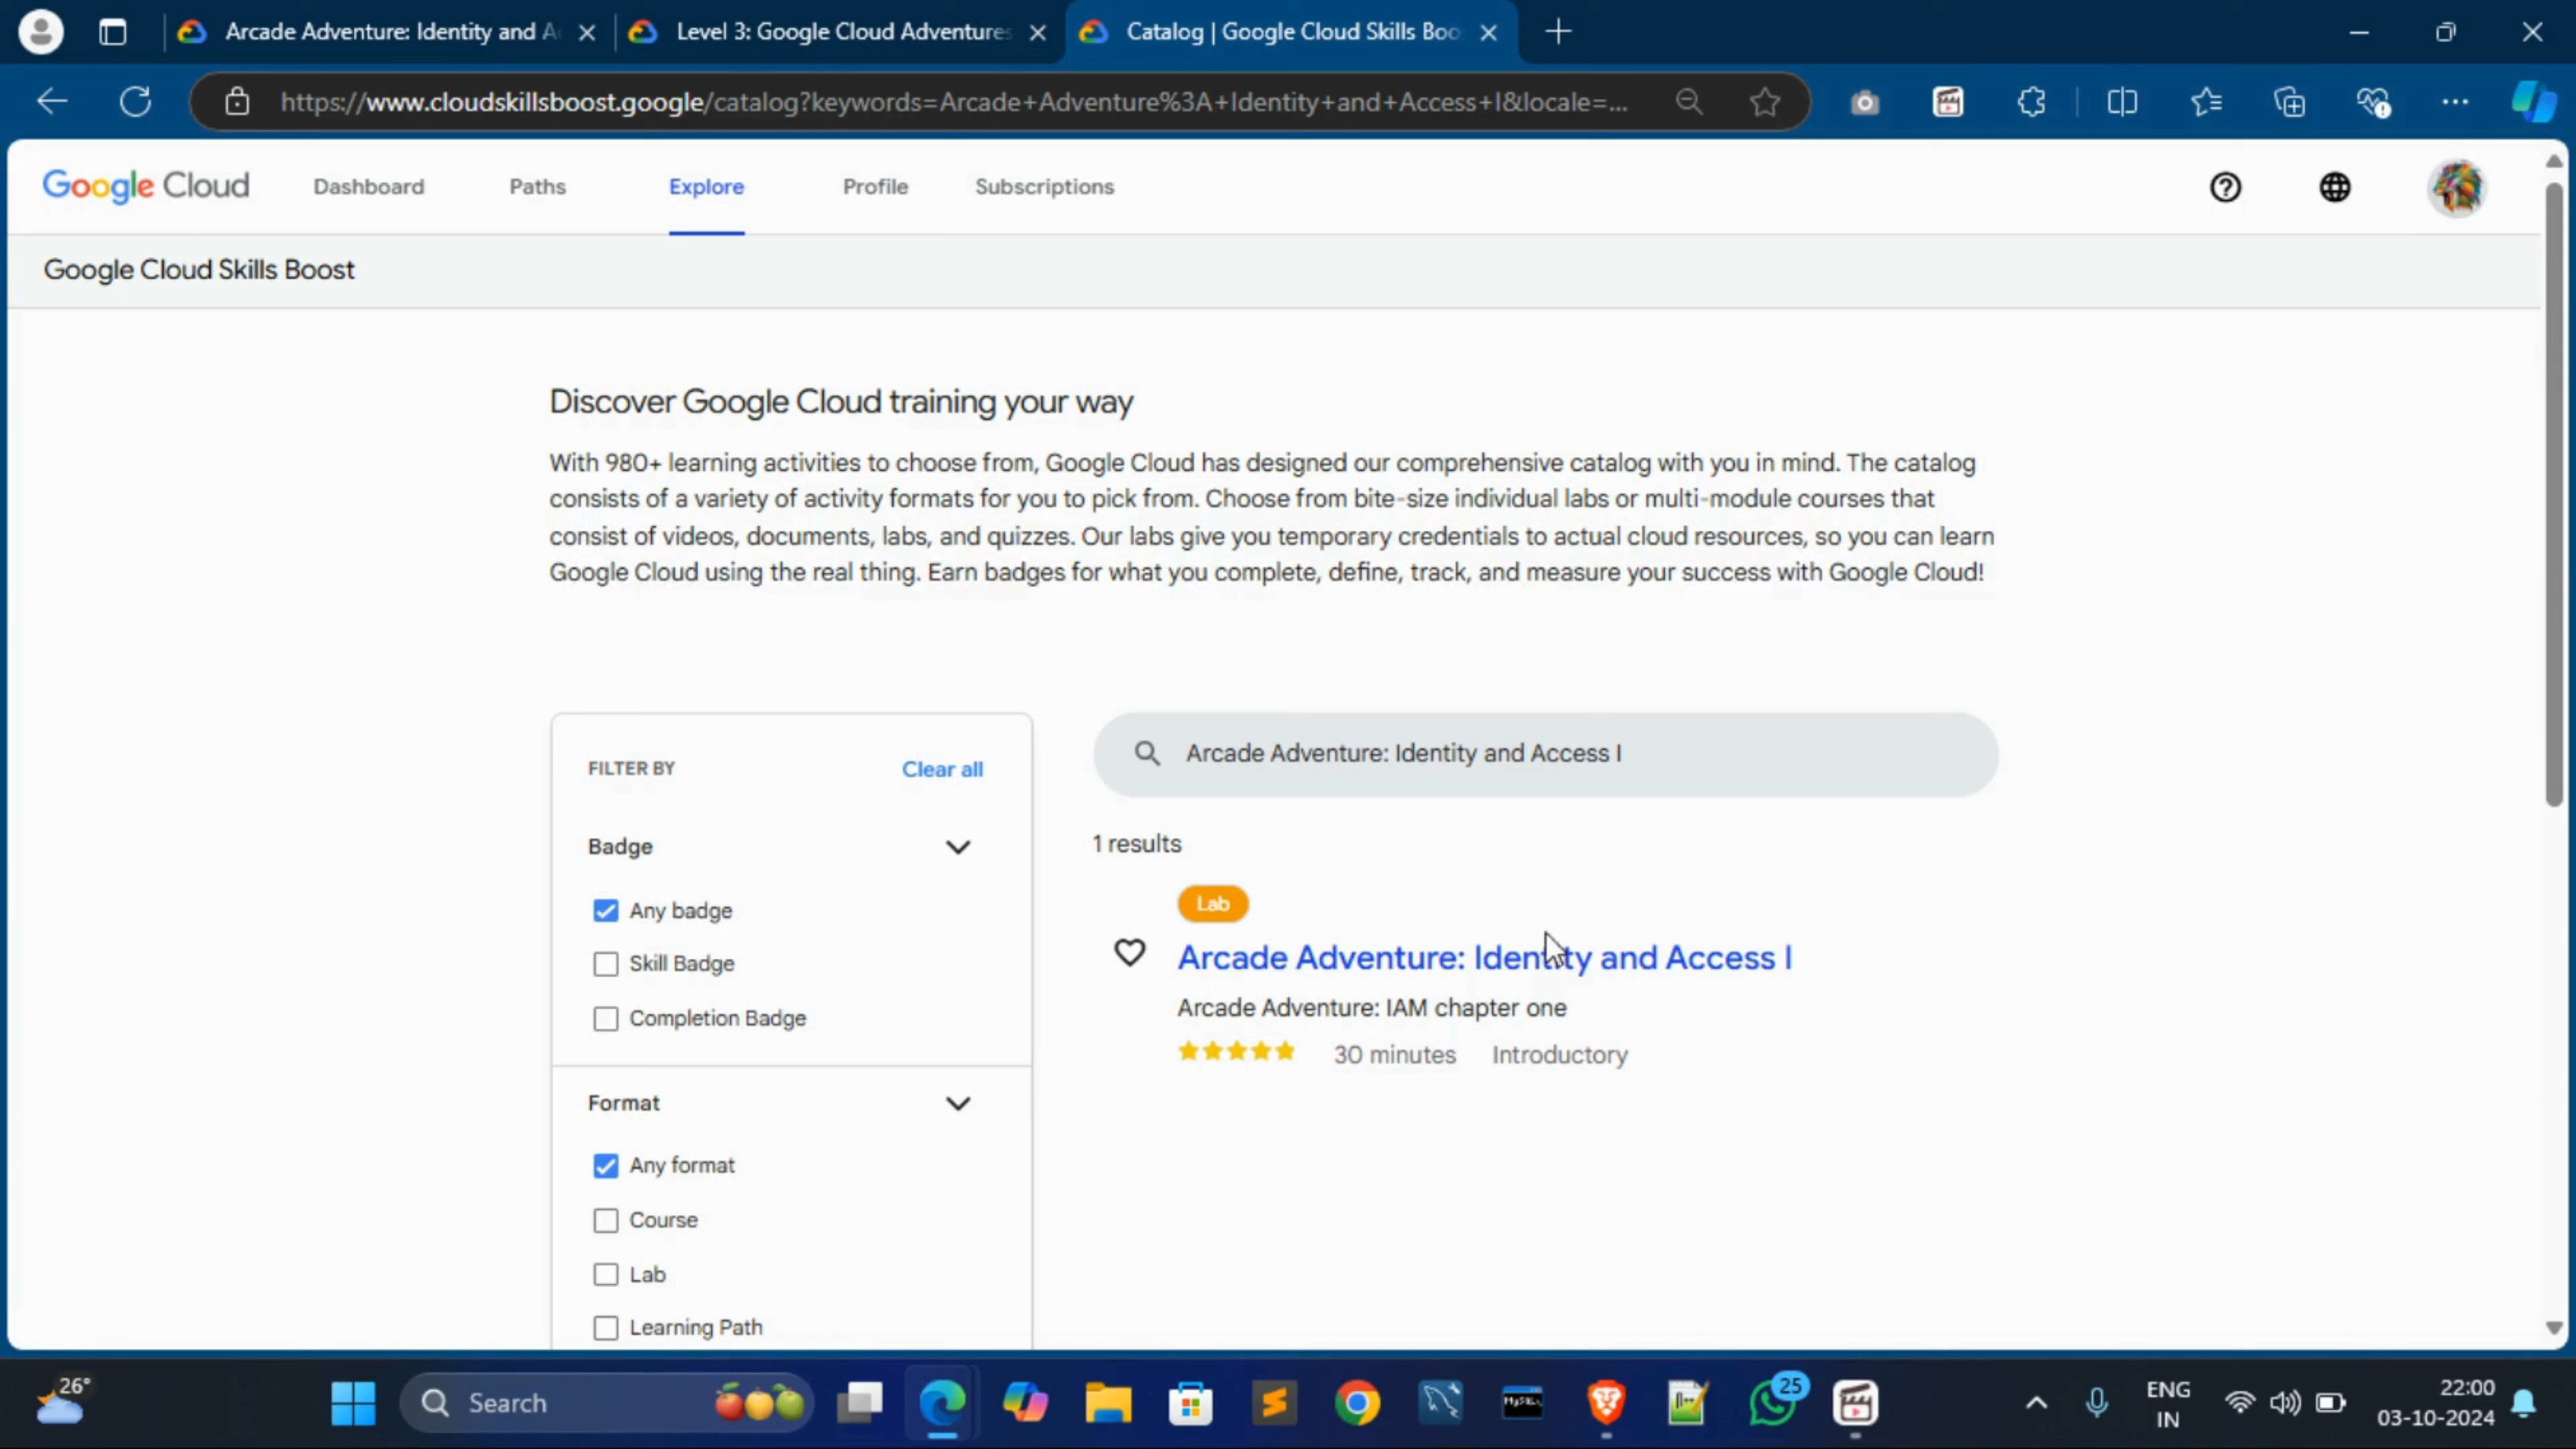 Arcade Adventure: Identity and A
Level 3: Google Cloud Adventures
Catalog | Google Cloud Skills Boo
https://www.cloudskillsboost.google/catalog?keywords=Arcade+Adventure%3A+Identity+and+Access+I&locale=...
Google Cloud
Dashboard
Paths
Explore
Profile
Subscriptions
Google Cloud Skills Boost
Discover Google Cloud training your way
With 980+ learning activities to choose from, Google Cloud has designed our comprehensive catalog with you in mind. The catalog
consists of a variety of activity formats for you to pick from. Choose from bite-size individual labs or multi-module courses that
consist of videos, documents, labs, and quizzes. Our labs give you temporary credentials to actual cloud resources, so you can learn
Google Cloud using the real thing. Earn badges for what you complete, define, track, and measure your success with Google Cloud!
FILTER BY
Clear all
Badge
Any badge
Skill Badge
Completion Badge
Format
Any format
Course
Lab
Learning Path
Arcade Adventure: Identity and Access I
1 results
Lab
Arcade Adventure: Identity and Access I
Arcade Adventure: IAM chapter one
30 minutes
Introductory
26°
Search
MySQL
25
ENG
IN
22:00
03-10-2024